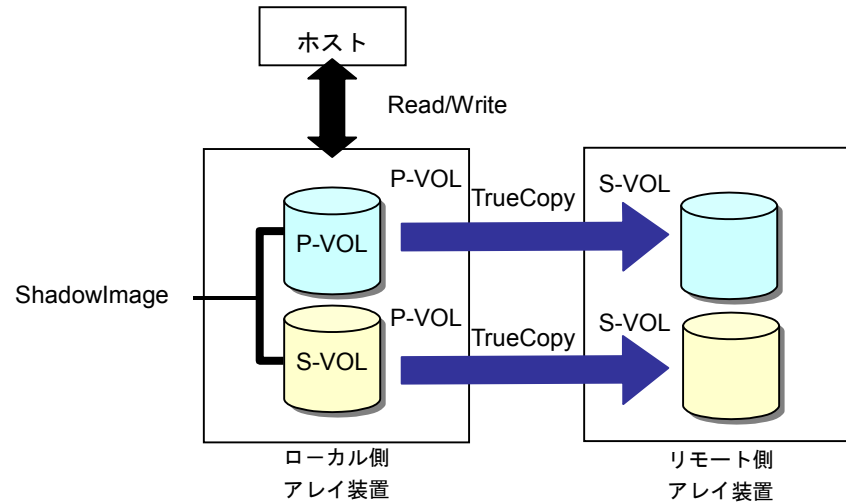 ホスト
Read/Write
P-VOL
TrueCopy
S-VOL
P-VOL
ShadowImage
P-VOL
TrueCopy
S-VOL
S-VOL
ローカル側
アレイ装置
リモート側
アレイ装置